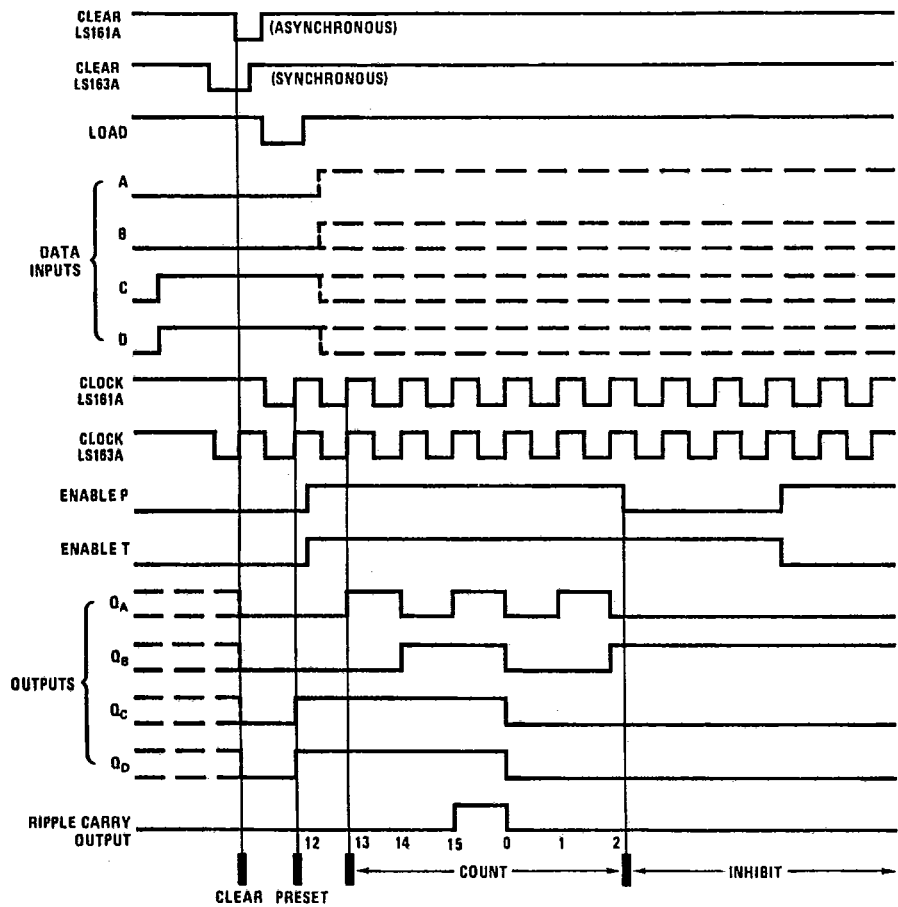 CLEAR
LS161A
(ASYNCHRONOUS)
CLEAR
LS163A
(SYNCHRONOUS)
LOAD
DATA
INPUTS
A
B
C
D
CLOCK
LS161A
CLOCK
LS163A
ENABLE P
ENABLE T
OUTPUTS
QA
QB
QC
QD
RIPPLE CARRY
OUTPUT
12 13 14 15 0 1 2
COUNT INHIBIT
CLEAR PRESET